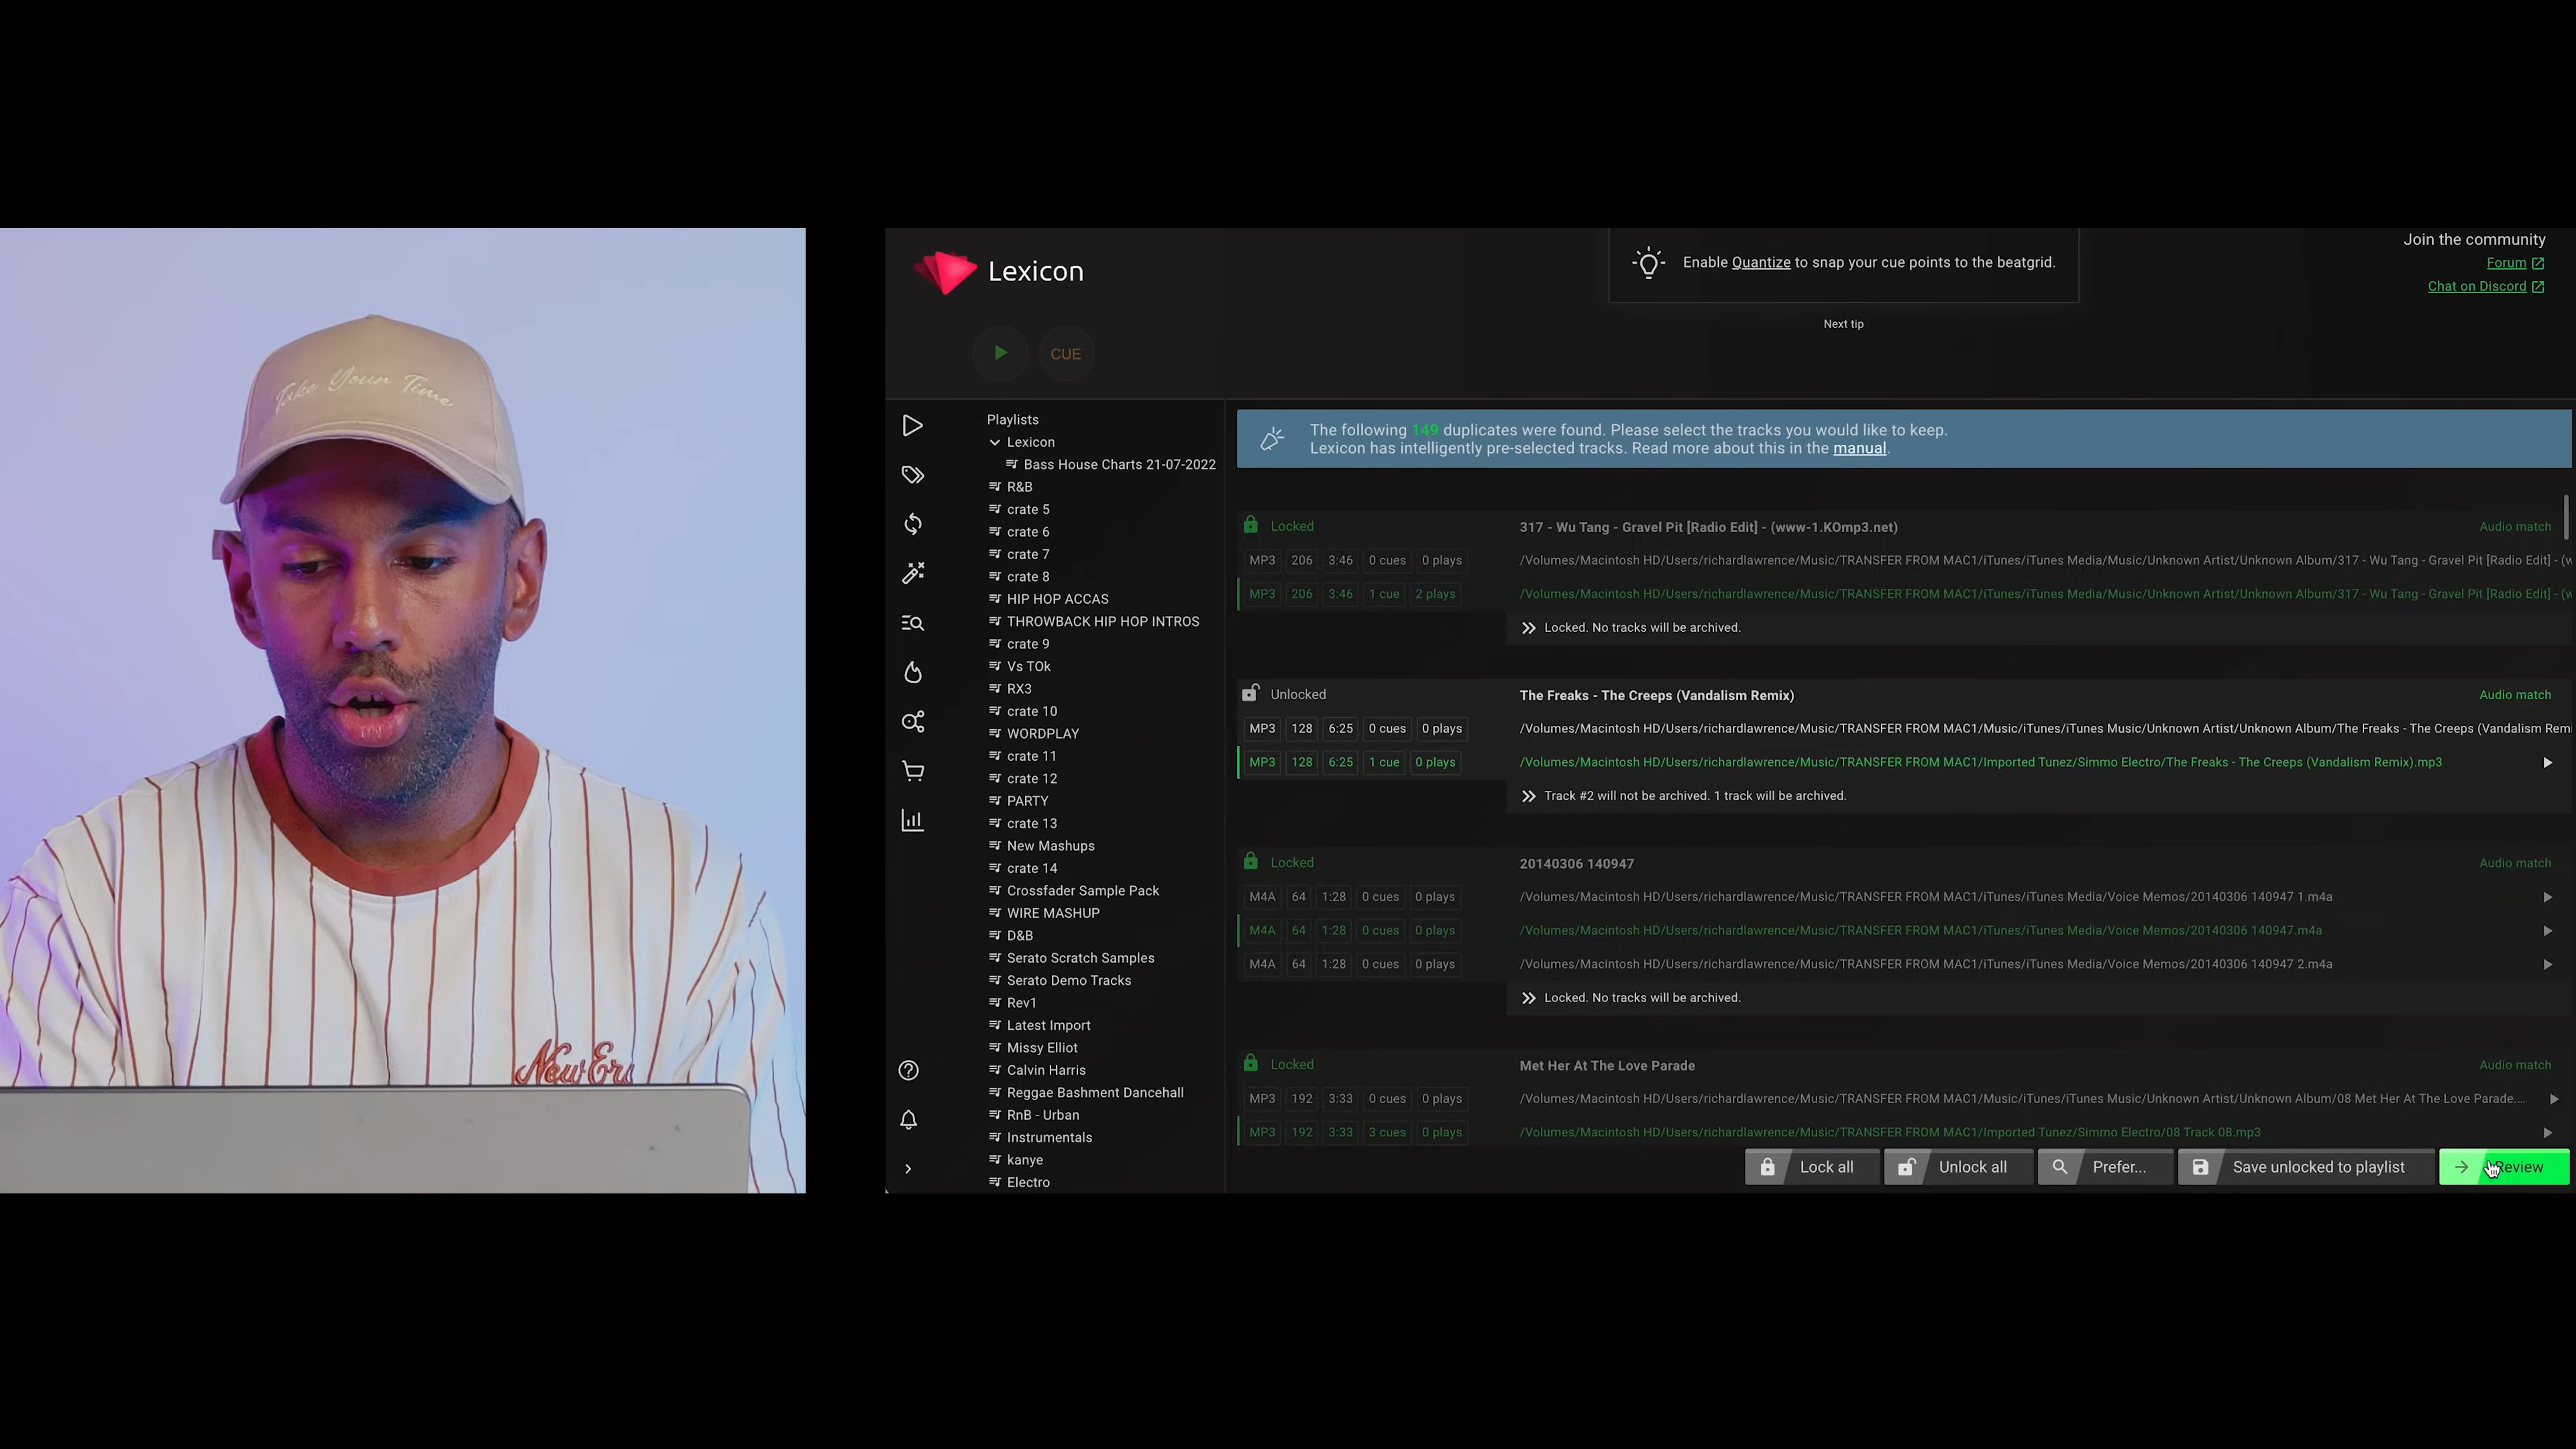 Take Your Time
New Era
Lexicon
Enable Quantize to snap your cue points to the beatgrid.
Next tip
Join the community
Forum
Chat on Discord
CUE
Playlists
Lexicon
Bass House Charts 21-07-2022
R&B
crate 5
crate 6
crate 7
crate 8
HIP HOP ACCAS
THROWBACK HIP HOP INTROS
crate 9
Vs TOk
RX3
crate 10
WORDPLAY
crate 11
crate 12
PARTY
crate 13
New Mashups
crate 14
Crossfader Sample Pack
WIRE MASHUP
D&B
Serato Scratch Samples
Serato Demo Tracks
Rev1
Latest Import
Missy Elliot
Calvin Harris
Reggae Bashment Dancehall
RnB - Urban
Instrumentals
kanye
Electro
The following 149 duplicates were found. Please select the tracks you would like to keep.
Lexicon has intelligently pre-selected tracks. Read more about this in the manual.
Locked 317 - Wu Tang - Gravel Pit [Radio Edit] - (www-1.KOmp3.net) Audio match
MP3 206 3:46 0 cues 0 plays /Volumes/Macintosh HD/Users/richardlawrence/Music/TRANSFER FROM MAC1/iTunes/iTunes Media/Music/Unknown Artist/Unknown Album/317 - Wu Tang - Gravel Pit [Radio Edit] - (w
MP3 206 3:46 1 cue 2 plays /Volumes/Macintosh HD/Users/richardlawrence/Music/TRANSFER FROM MAC1/iTunes/iTunes Media/Music/Unknown Artist/Unknown Album/317 - Wu Tang - Gravel Pit [Radio Edit] - (w
Locked. No tracks will be archived.
Unlocked The Freaks - The Creeps (Vandalism Remix) Audio match
MP3 128 6:25 0 cues 0 plays /Volumes/Macintosh HD/Users/richardlawrence/Music/TRANSFER FROM MAC1/Music/iTunes/iTunes Music/Unknown Artist/Unknown Album/The Freaks - The Creeps (Vandalism Rem
MP3 128 6:25 1 cue 0 plays /Volumes/Macintosh HD/Users/richardlawrence/Music/TRANSFER FROM MAC1/Imported Tunez/Simmo Electro/The Freaks - The Creeps (Vandalism Remix).mp3
Track #2 will not be archived. 1 track will be archived.
Locked 20140306 140947 Audio match
M4A 64 1:28 0 cues 0 plays /Volumes/Macintosh HD/Users/richardlawrence/Music/TRANSFER FROM MAC1/iTunes/iTunes Media/Voice Memos/20140306 140947 1.m4a
M4A 64 1:28 0 cues 0 plays /Volumes/Macintosh HD/Users/richardlawrence/Music/TRANSFER FROM MAC1/iTunes/iTunes Media/Voice Memos/20140306 140947.m4a
M4A 64 1:28 0 cues 0 plays /Volumes/Macintosh HD/Users/richardlawrence/Music/TRANSFER FROM MAC1/iTunes/iTunes Media/Voice Memos/20140306 140947 2.m4a
Locked. No tracks will be archived.
Locked Met Her At The Love Parade Audio match
MP3 192 3:33 0 cues 0 plays /Volumes/Macintosh HD/Users/richardlawrence/Music/TRANSFER FROM MAC1/Music/iTunes/iTunes Music/Unknown Artist/Unknown Album/08 Met Her At The Love Parade....
MP3 192 3:33 3 cues 0 plays /Volumes/Macintosh HD/Users/richardlawrence/Music/TRANSFER FROM MAC1/Imported Tunez/Simmo Electro/08 Track 08.mp3
Lock all Unlock all Prefer... Save unlocked to playlist Review